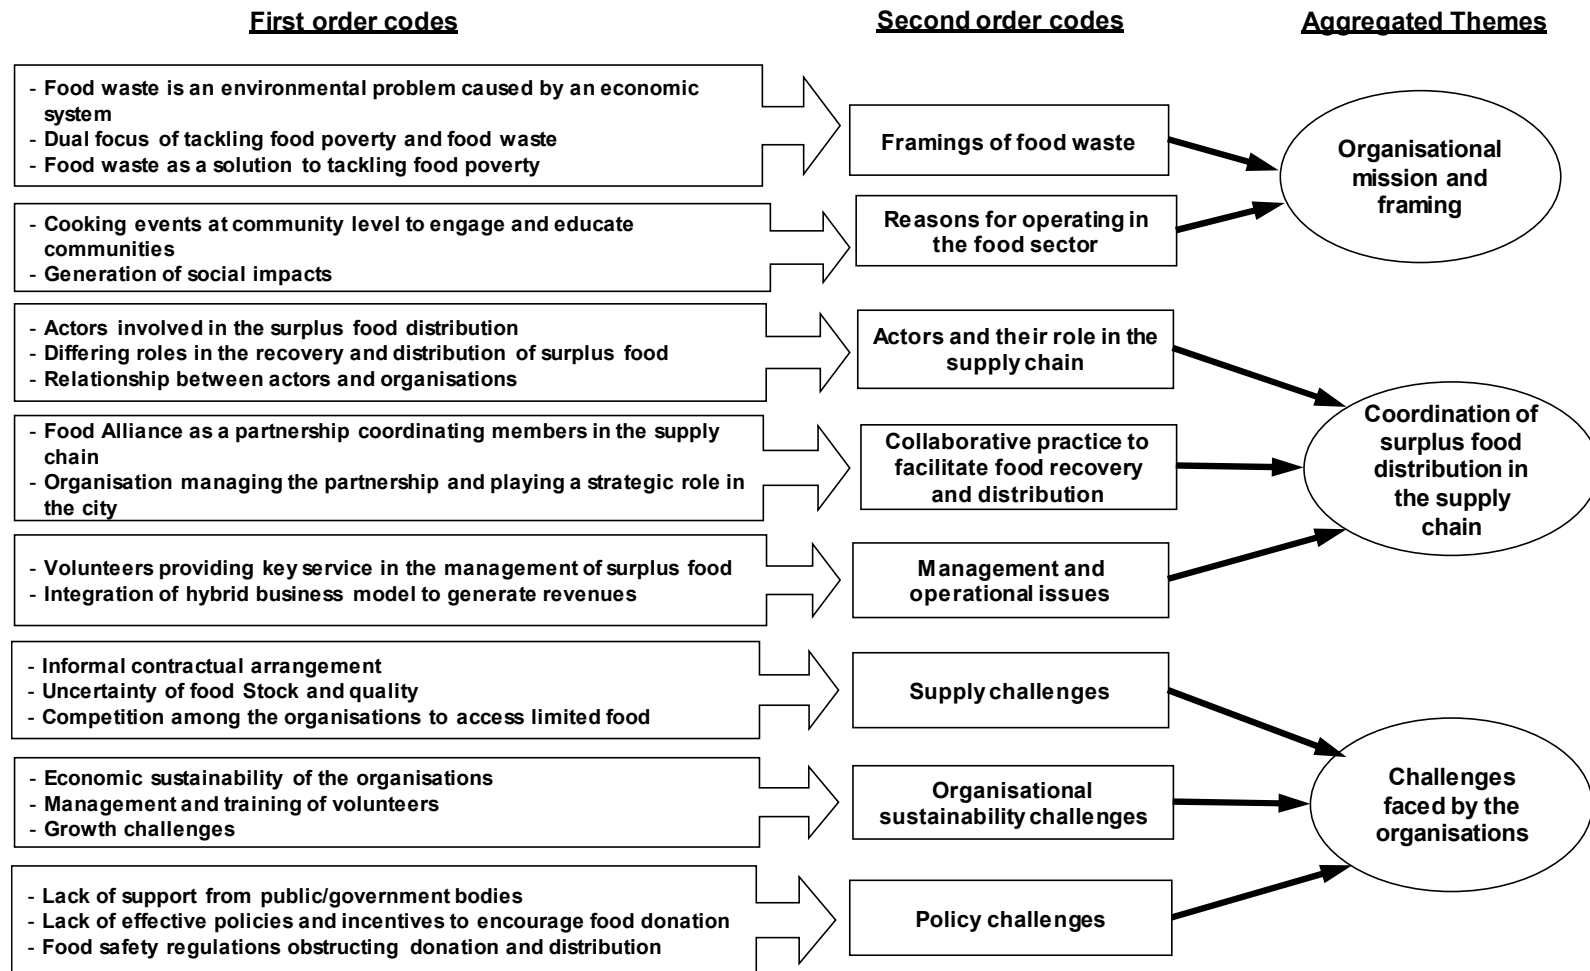 First order codes
Second order codes
Aggregated Themes
- Food waste is an environmental problem caused by an economic
system
- Dual focus of tackling food poverty and food waste
- Food waste as a solution to tackling food poverty
Framings of food waste
Organisational
mission and
framing
- Cooking events at community level to engage and educate
communities
- Generation of social impacts
Reasons for operating in
the food sector
- Actors involved in the surplus food distribution
- Differing roles in the recovery and distribution of surplus food
- Relationship between actors and organisations
Actors and their role in the
supply chain
- Food Alliance as a partnership coordinating members in the supply
chain
- Organisation managing the partnership and playing a strategic role in
the city
Collaborative practice to
facilitate food recovery
and distribution
Coordination of
surplus food
distribution in
the supply
chain
- Volunteers providing key service in the management of surplus food
- Integration of hybrid business model to generate revenues
Management and
operational issues
- Informal contractual arrangement
- Uncertainty of food Stock and quality
- Competition among the organisations to access limited food
Supply challenges
- Economic sustainability of the organisations
- Management and training of volunteers
- Growth challenges
Organisational
sustainability challenges
Challenges
faced by the
organisations
- Lack of support from public/government bodies
- Lack of effective policies and incentives to encourage food donation
- Food safety regulations obstructing donation and distribution
Policy challenges